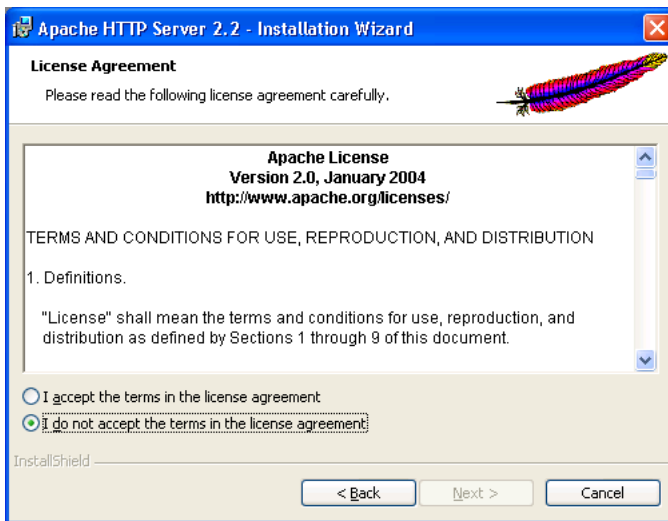 Apache HTTP Server 2.2 - Installation Wizard
License Agreement
Please read the following license agreement carefully.
Apache License
Version 2.0, January 2004
http://www.apache.org/licenses/
TERMS AND CONDITIONS FOR USE, REPRODUCTION, AND DISTRIBUTION
1. Definitions.
"License" shall mean the terms and conditions for use, reproduction, and
distribution as defined by Sections 1 through 9 of this document.
I accept the terms in the license agreement
I do not accept the terms in the license agreement
InstallShield
< Back Next > Cancel